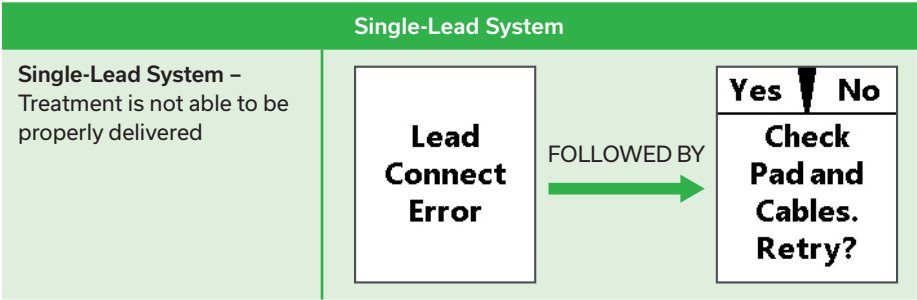 Single-Lead System
Single-Lead System –
Treatment is not able to be
properly delivered
Lead
Connect
Error
FOLLOWED BY
Yes No
Check
Pad and
Cables.
Retry?